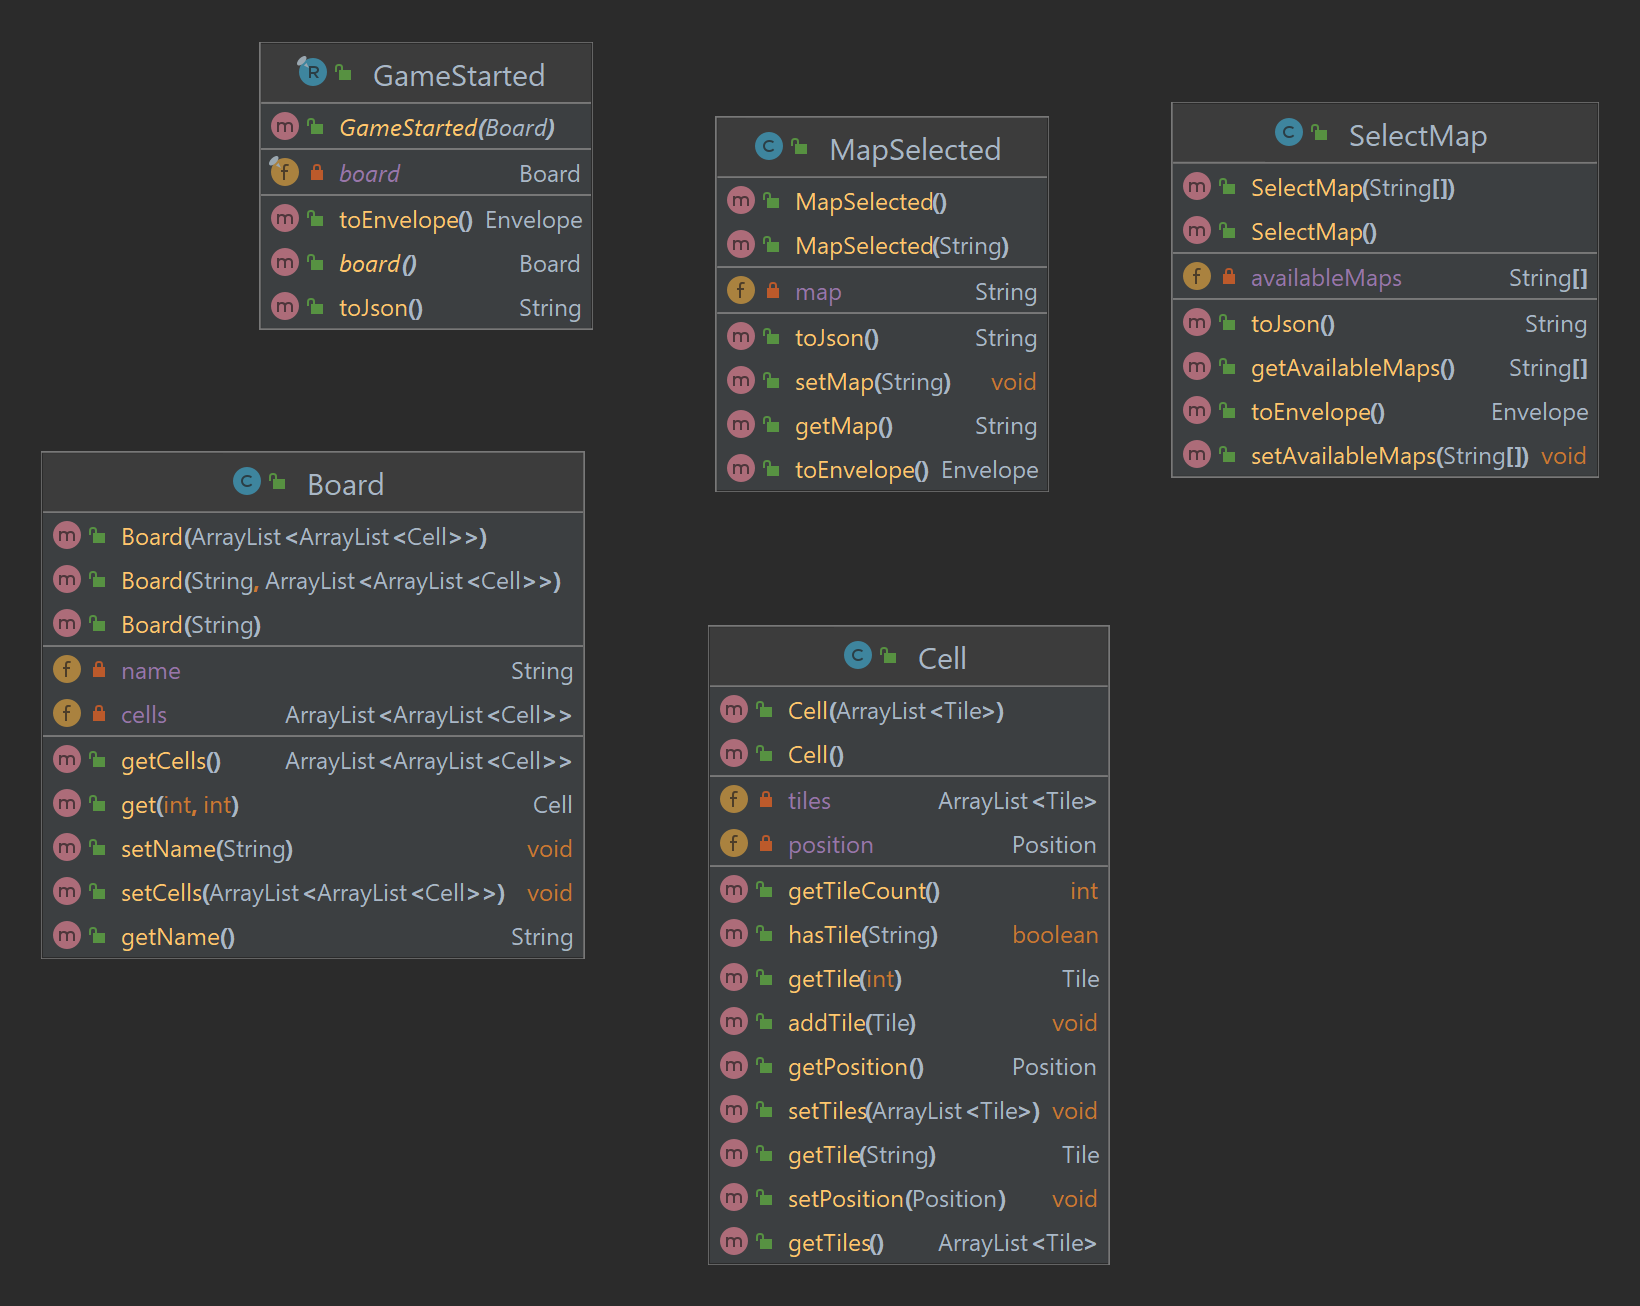 GameStarted
GameStarted(Board)
board Board
toEnvelope() Envelope
board() Board
toJson() String
MapSelected
MapSelected()
MapSelected(String)
map String
toJson() String
setMap(String) void
getMap() String
toEnvelope() Envelope
SelectMap
SelectMap(String[])
SelectMap()
availableMaps String[]
toJson() String
getAvailableMaps() String[]
toEnvelope() Envelope
setAvailableMaps(String[]) void
Board
Board(ArrayList<ArrayList<Cell>>)
Board(String, ArrayList<ArrayList<Cell>>)
Board(String)
name String
cells ArrayList<ArrayList<Cell>>
getCells() ArrayList<ArrayList<Cell>>
get(int, int) Cell
setName(String) void
setCells(ArrayList<ArrayList<Cell>>) void
getName() String
Cell
Cell(ArrayList<Tile>)
Cell()
tiles ArrayList<Tile>
position Position
getTileCount() int
hasTile(String) boolean
getTile(int) Tile
addTile(Tile) void
getPosition() Position
setTiles(ArrayList<Tile>) void
getTile(String) Tile
setPosition(Position) void
getTiles() ArrayList<Tile>